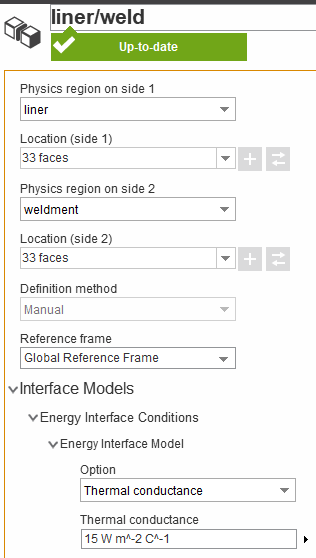 liner/weld
Up-to-date
Physics region on side 1
liner
Location (side 1)
33 faces
Physics region on side 2
weldment
Location (side 2)
33 faces
Definition method
Manual
Reference frame
Global Reference Frame
Interface Models
Energy Interface Conditions
Energy Interface Model
Option
Thermal conductance
Thermal conductance
15 W m^-2 C^-1